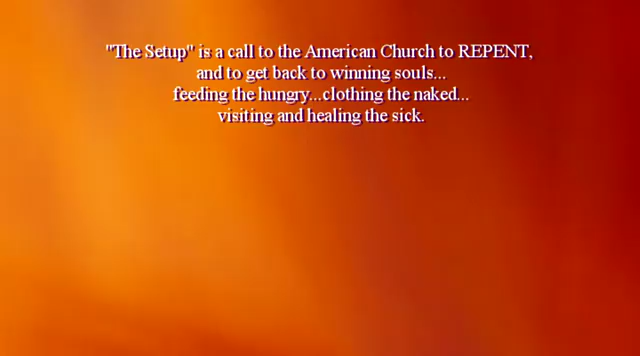 "The Setup" is a call to the American Church to REPENT,
and to get back to winning souls...
feeding the hungry...clothing the naked...
visiting and healing the sick.